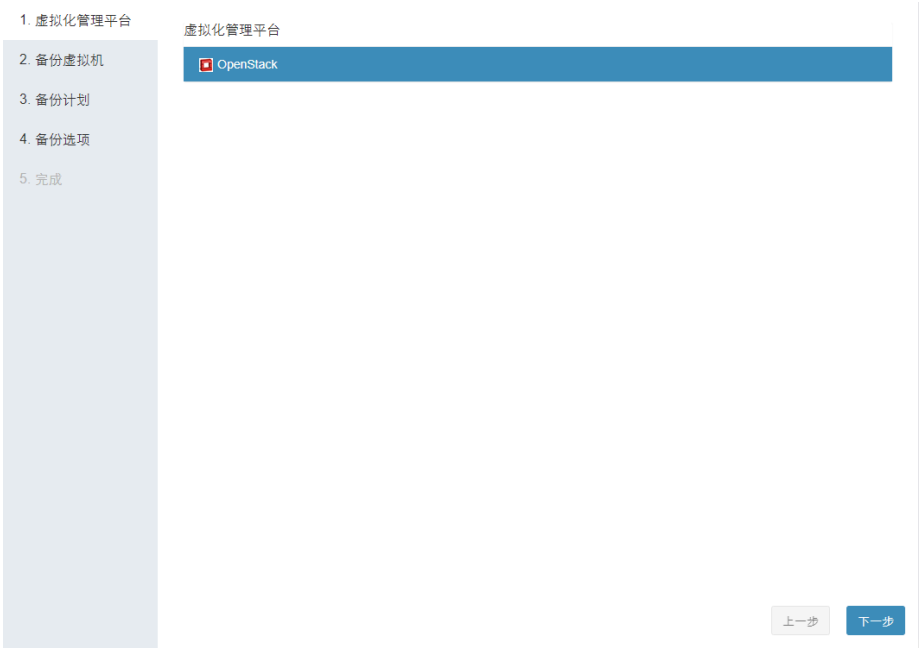 1. 虚拟化管理平台
2. 备份虚拟机
3. 备份计划
4. 备份选项
5. 完成
虚拟化管理平台
OpenStack
上一步
下一步